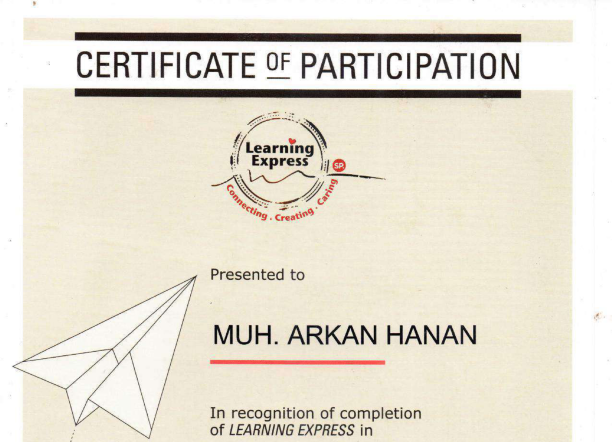 CERTIFICATE OF PARTICIPATION
Learning
Express
SP
Connecting . Creating . Caring
Presented to
MUH. ARKAN HANAN
In recognition of completion
of LEARNING EXPRESS in